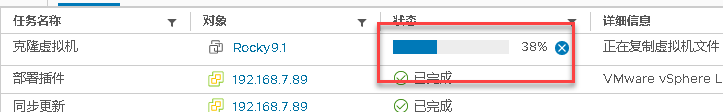 任务名称 对象 状态 详细信息
克隆虚拟机 Rocky9.1 38% 正在复制虚拟机文件
部署插件 192.168.7.89 已完成 VMware vSphere L
同步更新 192.168.7.89 已完成